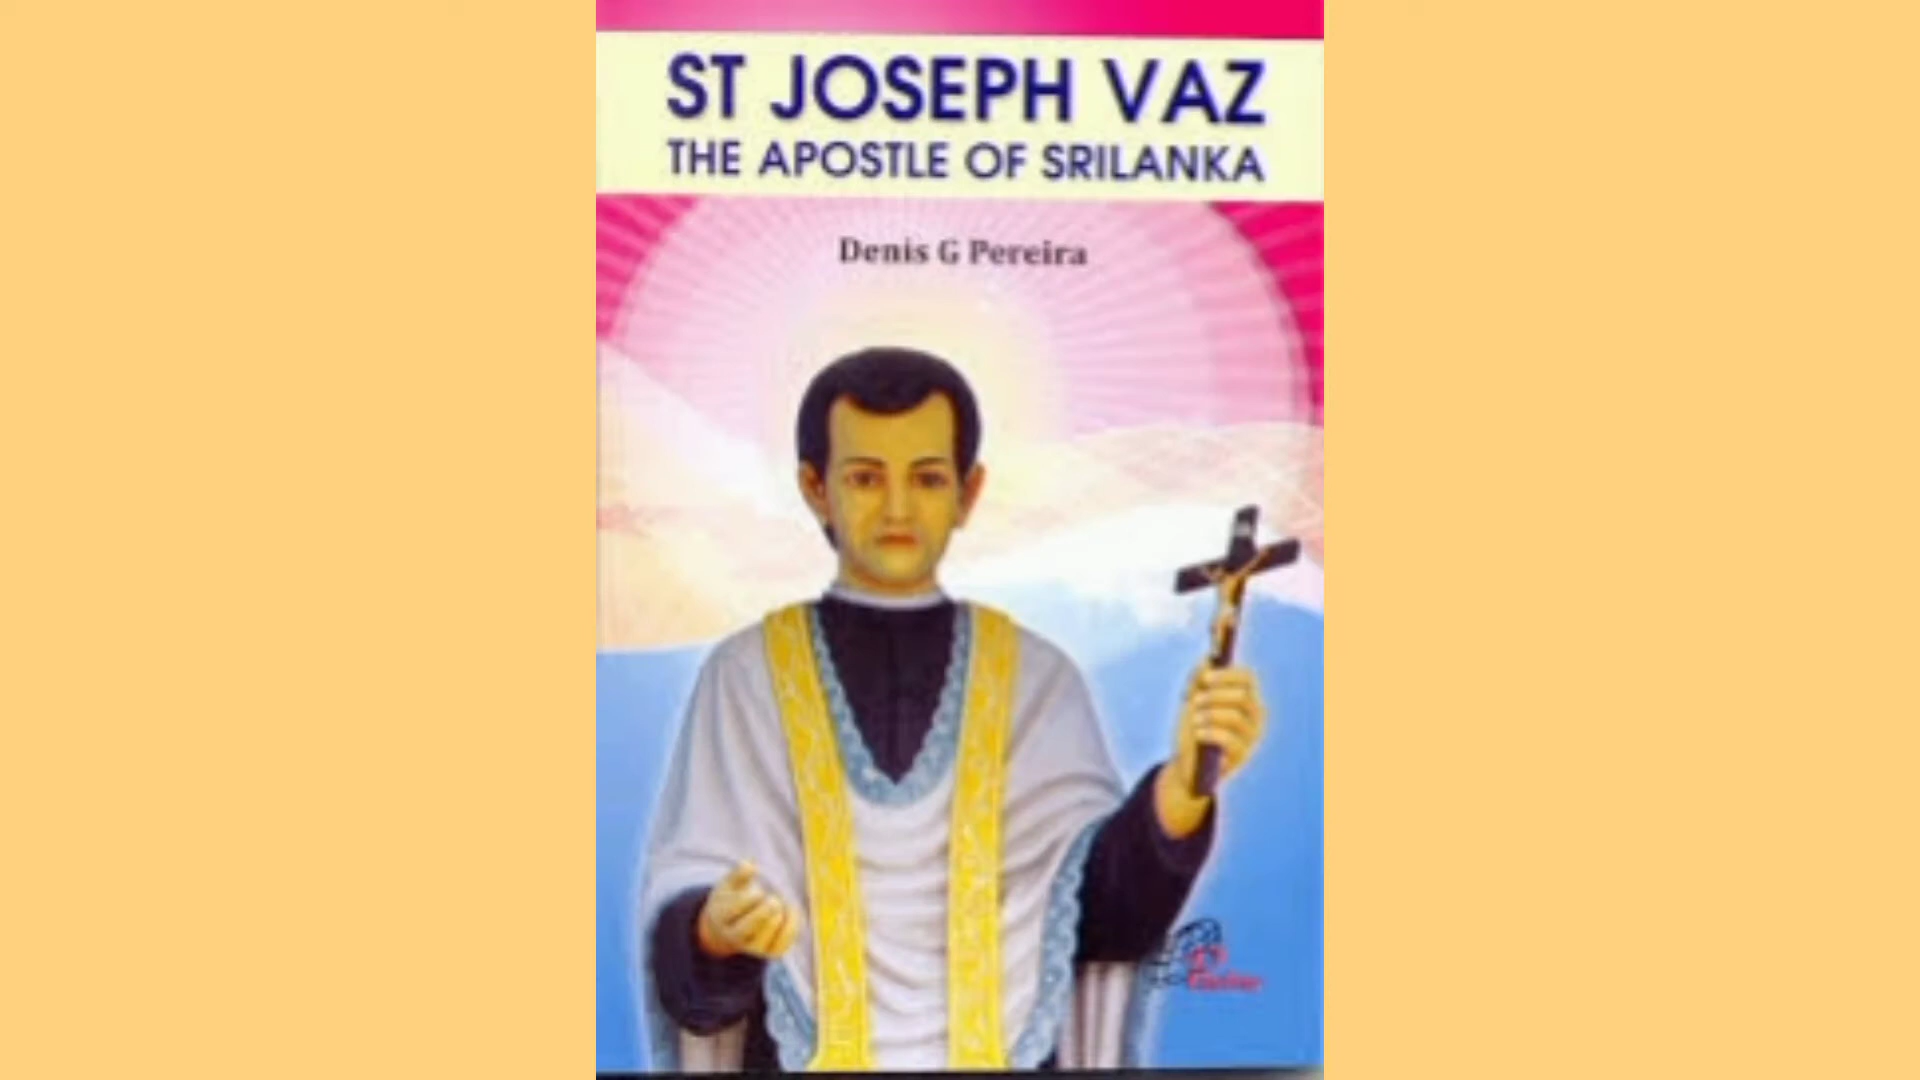 ST JOSEPH VAZ
THE APOSTLE OF SRILANKA
Denis G Pereira